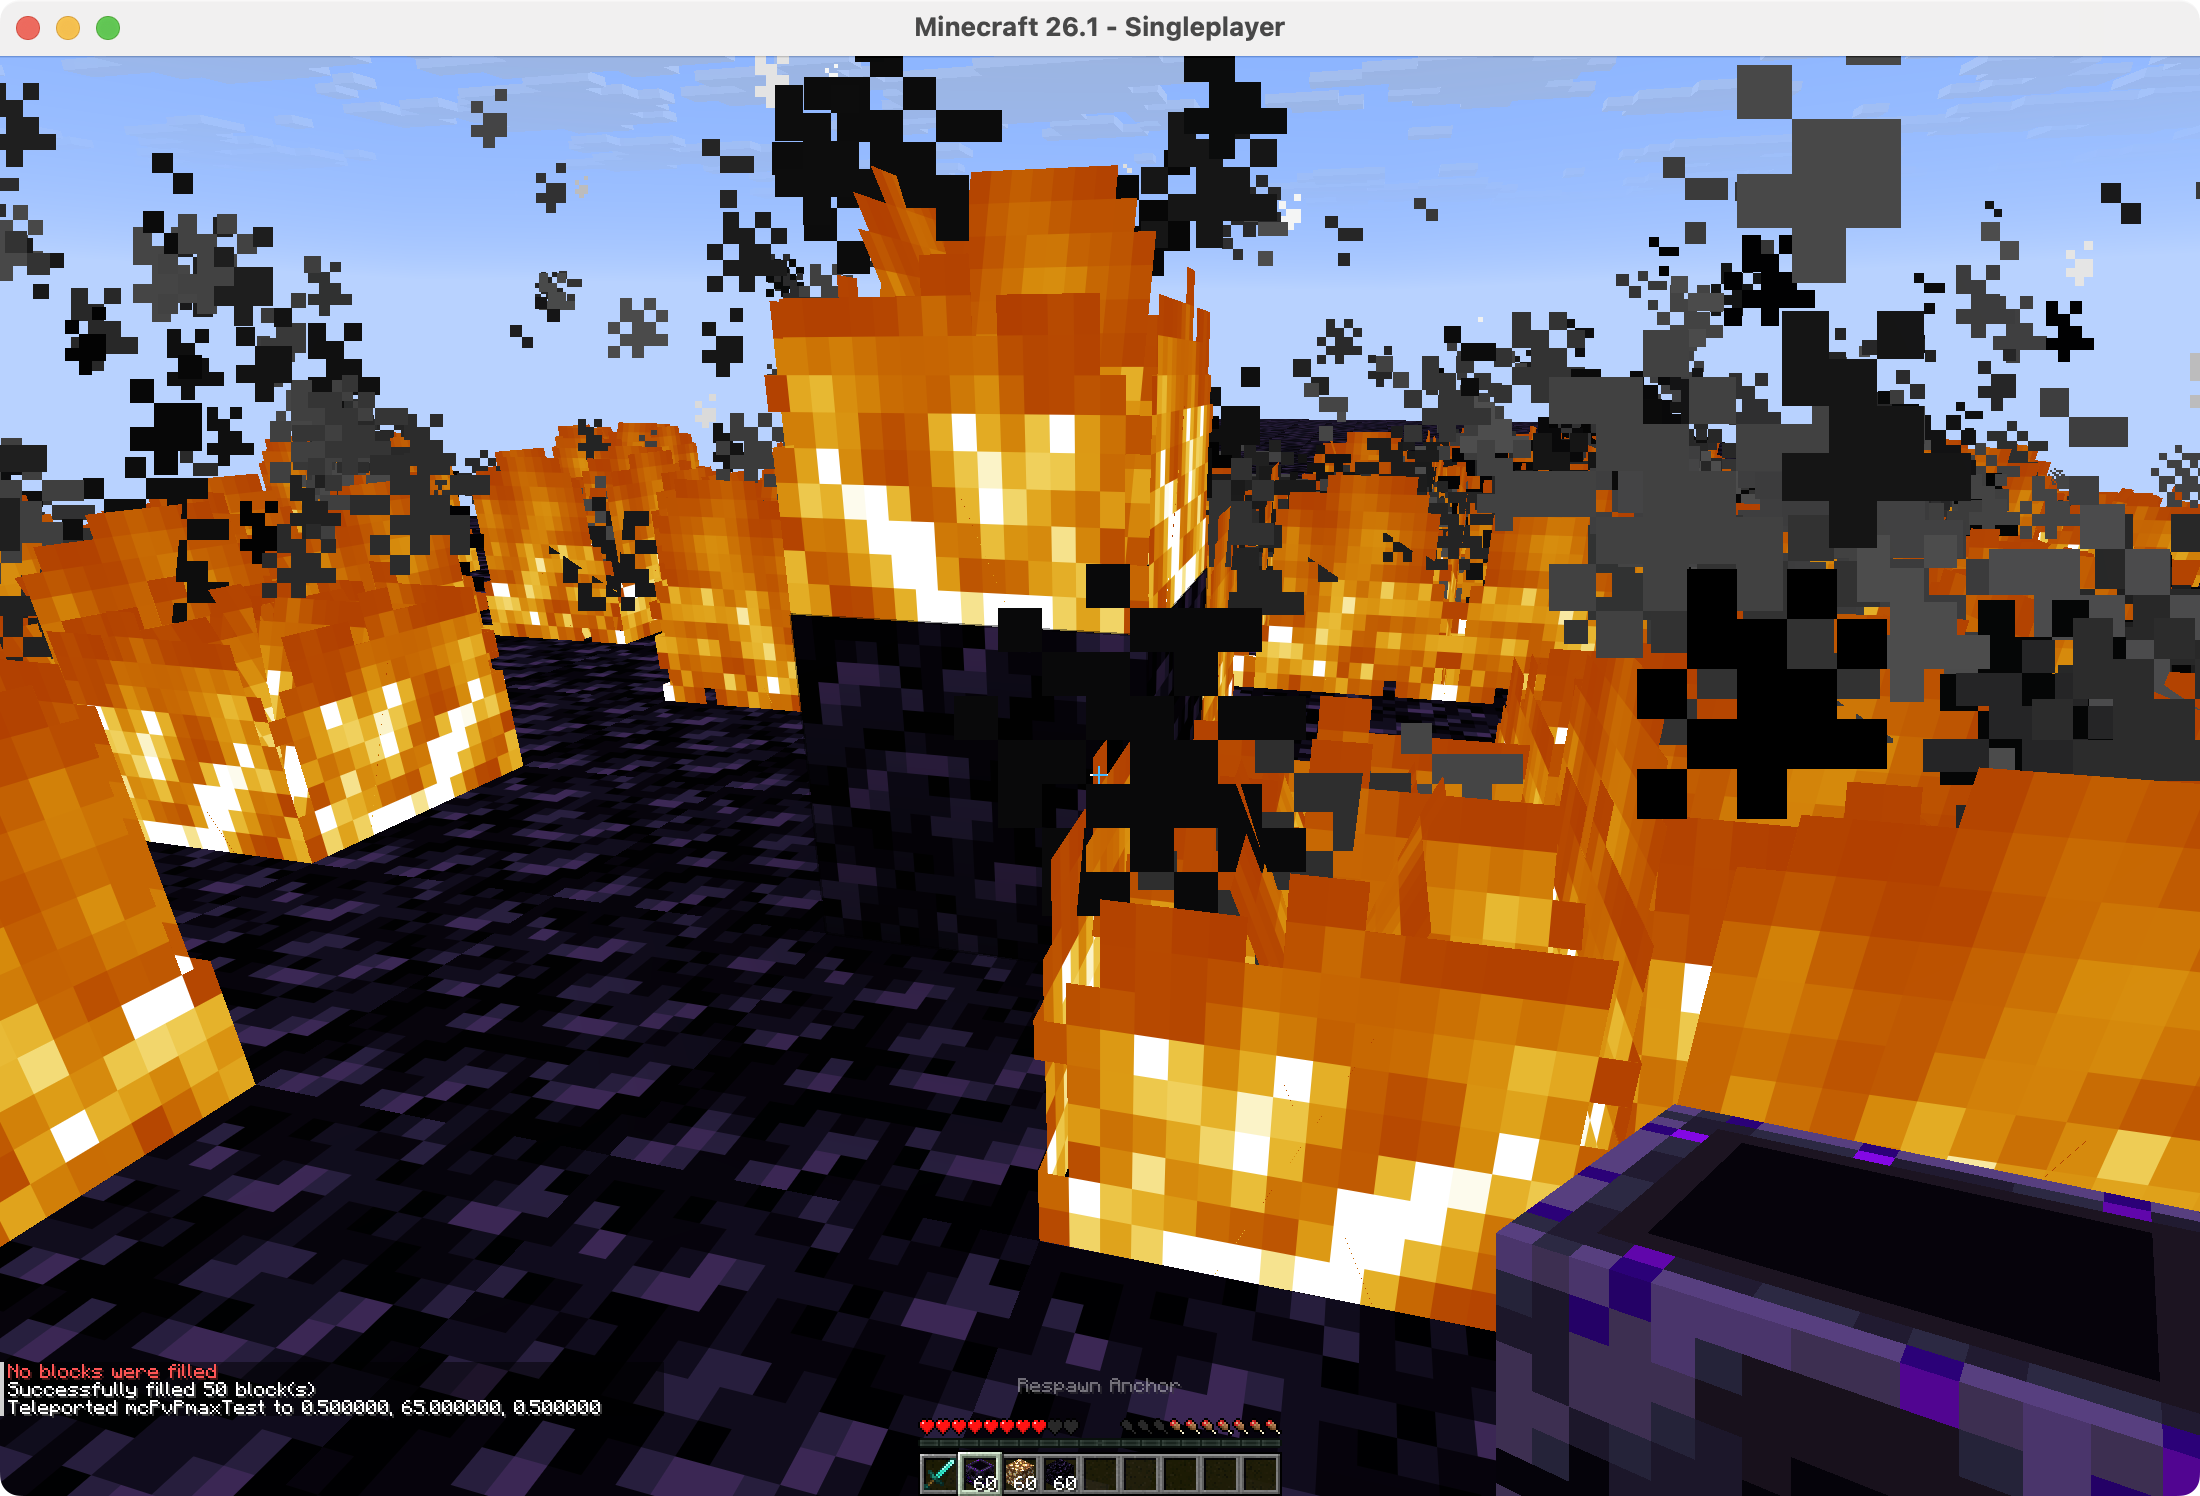 Minecraft 26.1 - Singleplayer
No blocks were filled
Successfully filled 50 block(s)
Teleported mcPvPmaxTest to 0.500000, 65.000000, 0.500000
Respawn Anchor
60 60 60